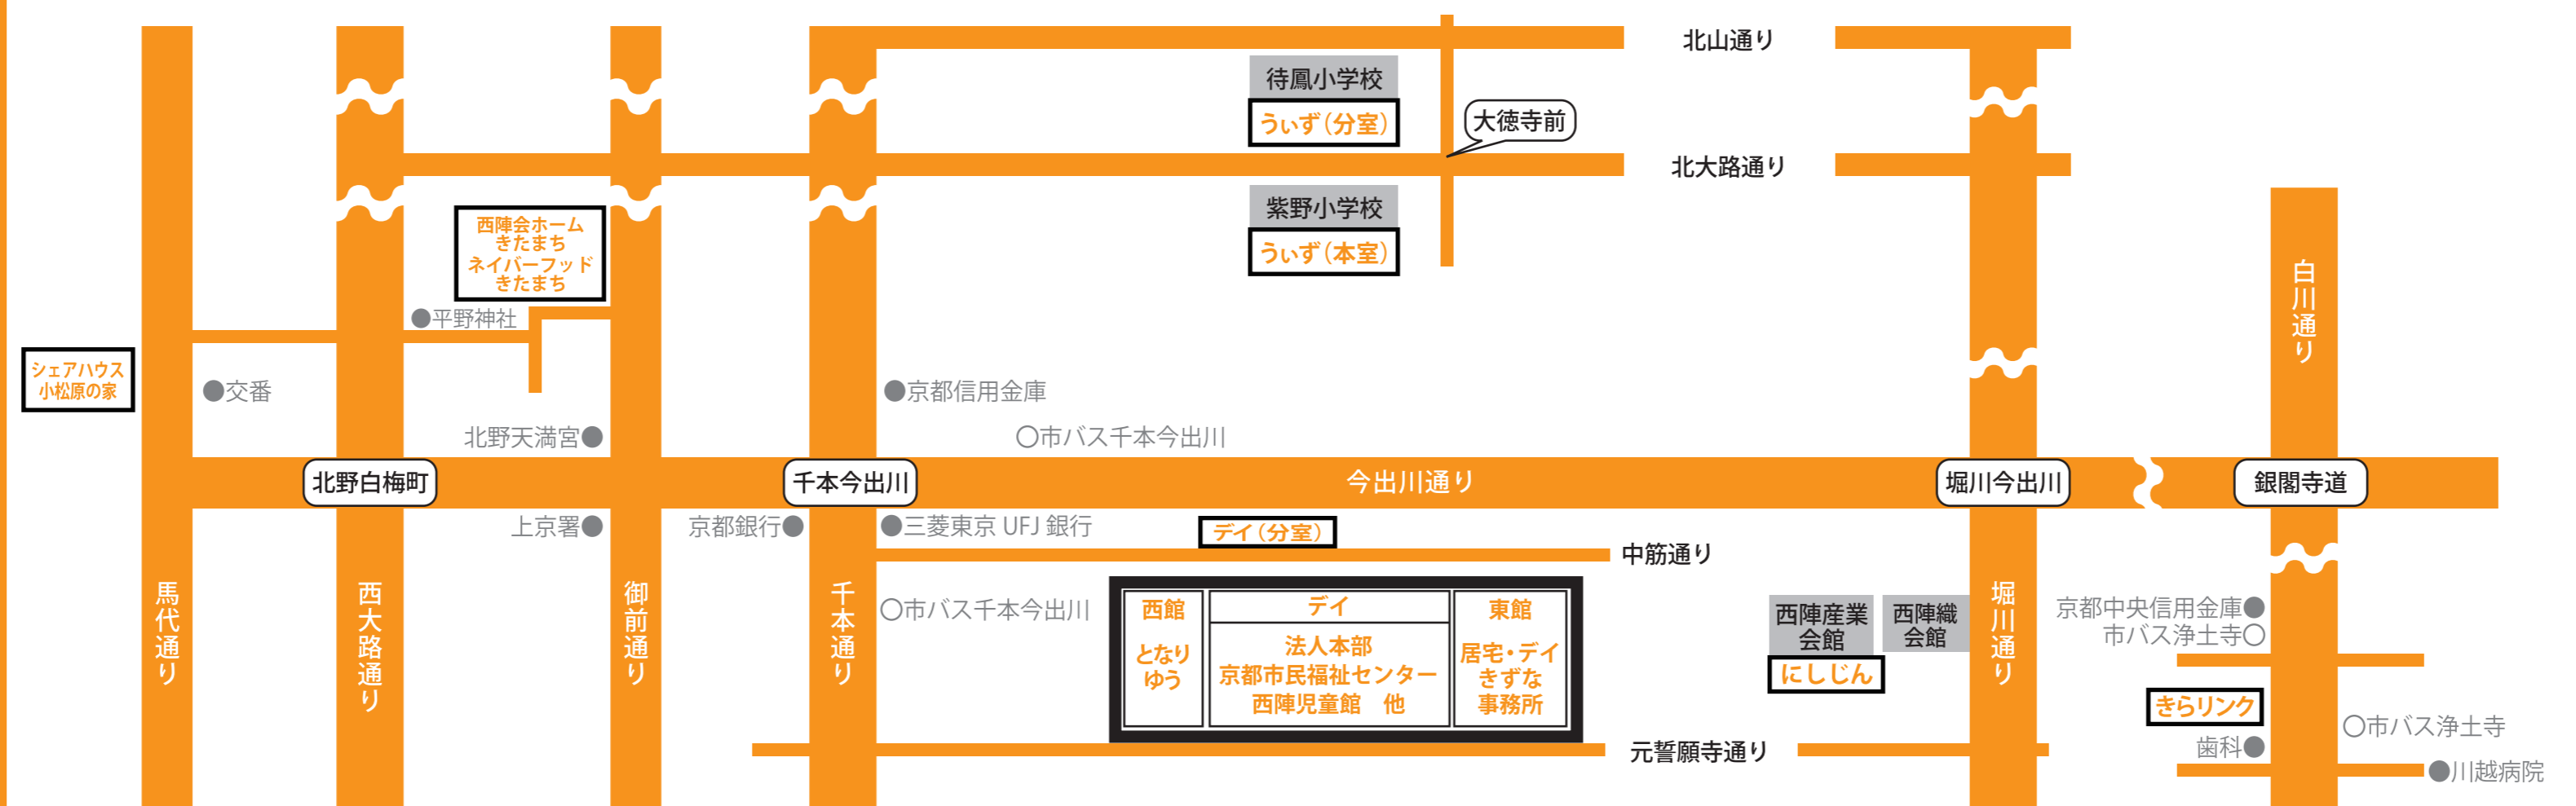 北山通り
待鳳小学校
うぃず(分室)
大徳寺前
北大路通り
紫野小学校
うぃず(本室)
西陣会ホーム
きたまち
ネイバーフッド
きたまち
●平野神社
白川通り
シェアハウス
小松原の家
●交番
●京都信用金庫
北野天満宮●
○市バス千本今出川
北野白梅町
千本今出川
今出川通り
堀川今出川
銀閣寺道
上京署●
京都銀行●
●三菱東京 UFJ 銀行
デイ(分室)
中筋通り
馬代通り
西大路通り
御前通り
千本通り
○市バス千本今出川
西館
となり
ゆう
デイ
法人本部
京都市民福祉センター
西陣児童館 他
東館
居宅・デイ
きずな
事務所
西陣産業
会館
にしじん
西陣織
会館
堀川通り
京都中央信用金庫●
市バス浄土寺○
きらリンク
○市バス浄土寺
歯科●
元誓願寺通り
●川越病院